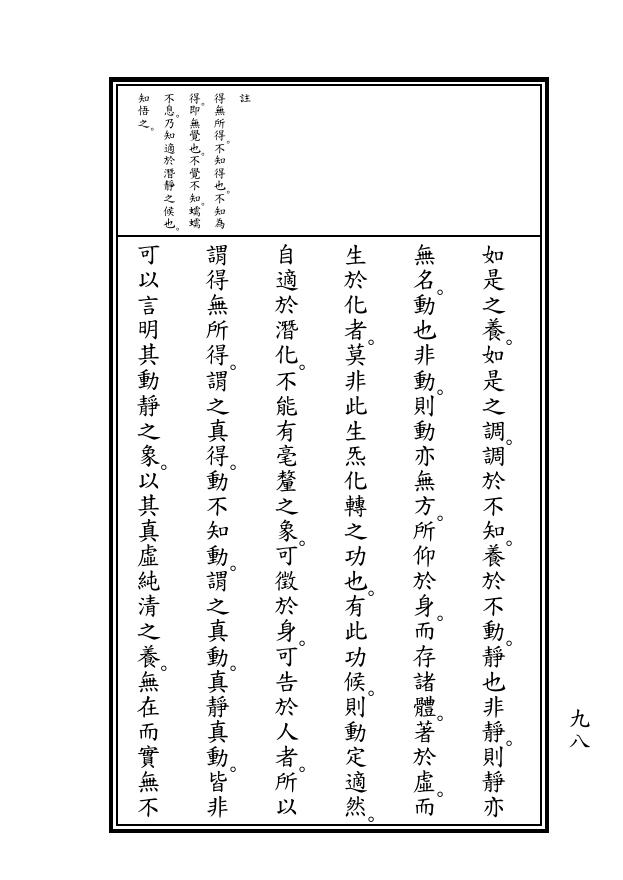 註
得無所得。不知得也。不知為
得。即無覺也。不覺不知。蠕蠕
不息。乃知適於潛靜之候也。
知悟之。
如是之養。如是之調。調於不知。養於不動。靜也非靜。則靜亦
無名。動也非動。則動亦無方。所仰於身。而存諸體。著於虛。而
生於化者。莫非此生炁化轉之功也。有此功候。則動定適然。
自適於潛化。不能有毫釐之象。可徵於身。可告於人者。所以
謂得無所得。謂之真得。動不知動。謂之真動。真靜真動。皆非
可以言明其動靜之象。以其真虛純清之養。無在而實無不
九八